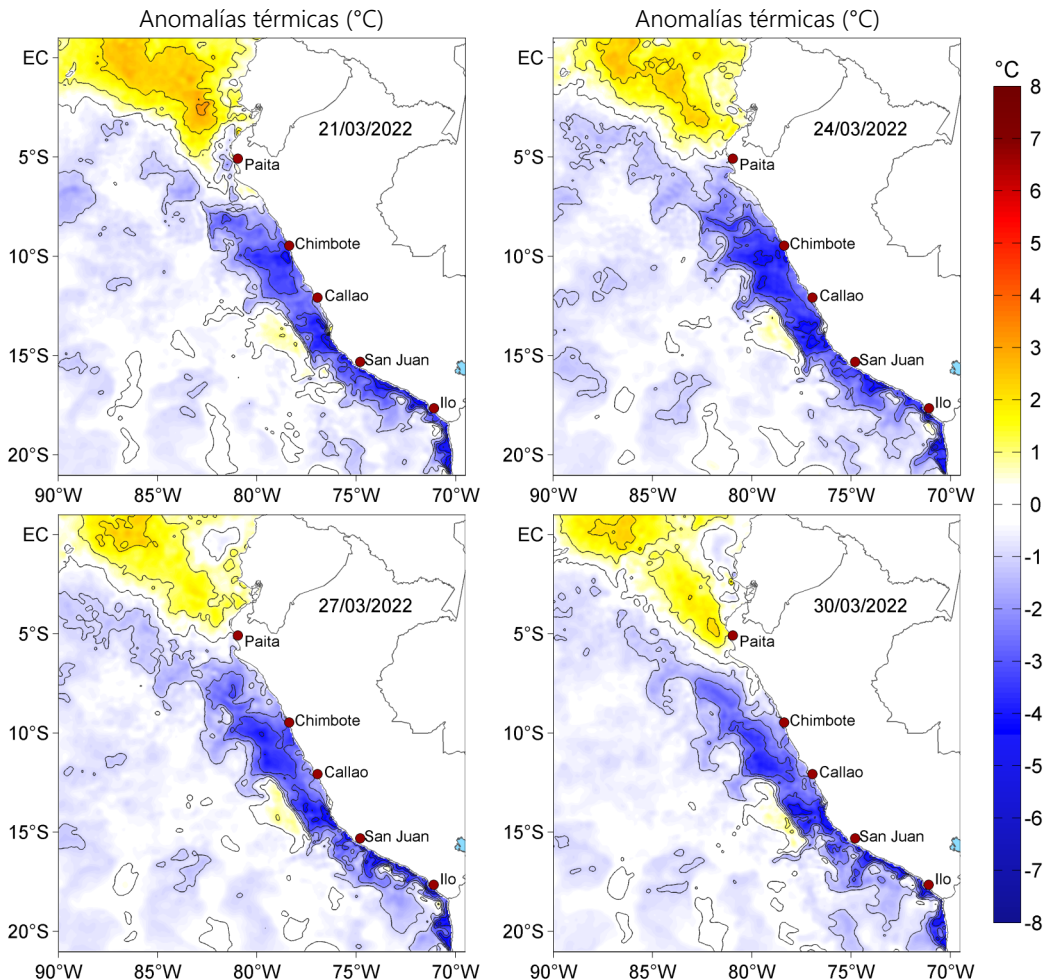 Anomalías térmicas (°C)
Anomalías térmicas (°C)
°C
EC
5°S
10°S
15°S
20°S
21/03/2022
Paita
Chimbote
Callao
San Juan
Ilo
90°W
85°W
80°W
75°W
70°W
EC
5°S
10°S
15°S
20°S
24/03/2022
Paita
Chimbote
Callao
San Juan
Ilo
90°W
85°W
80°W
75°W
70°W
EC
5°S
10°S
15°S
20°S
27/03/2022
Paita
Chimbote
Callao
San Juan
Ilo
90°W
85°W
80°W
75°W
70°W
EC
5°S
10°S
15°S
20°S
30/03/2022
Paita
Chimbote
Callao
San Juan
Ilo
90°W
85°W
80°W
75°W
70°W
8
7
6
5
4
3
2
1
0
-1
-2
-3
-4
-5
-6
-7
-8